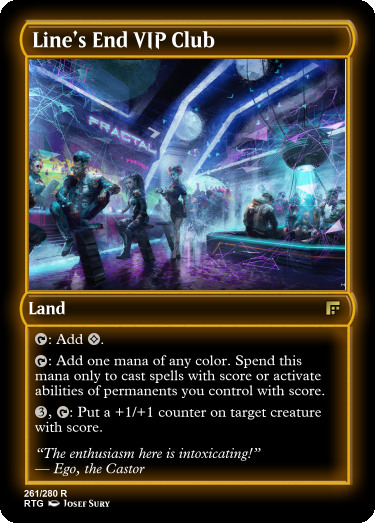 Line's End VIP Club
FRACTAL
Land
: Add .
: Add one mana of any color. Spend this
mana only to cast spells with score or activate
abilities of permanents you control with score.
3, : Put a +1/+1 counter on target creature
with score.
"The enthusiasm here is intoxicating!"
— Ego, the Castor
261/280 R
RTG Josef Sury